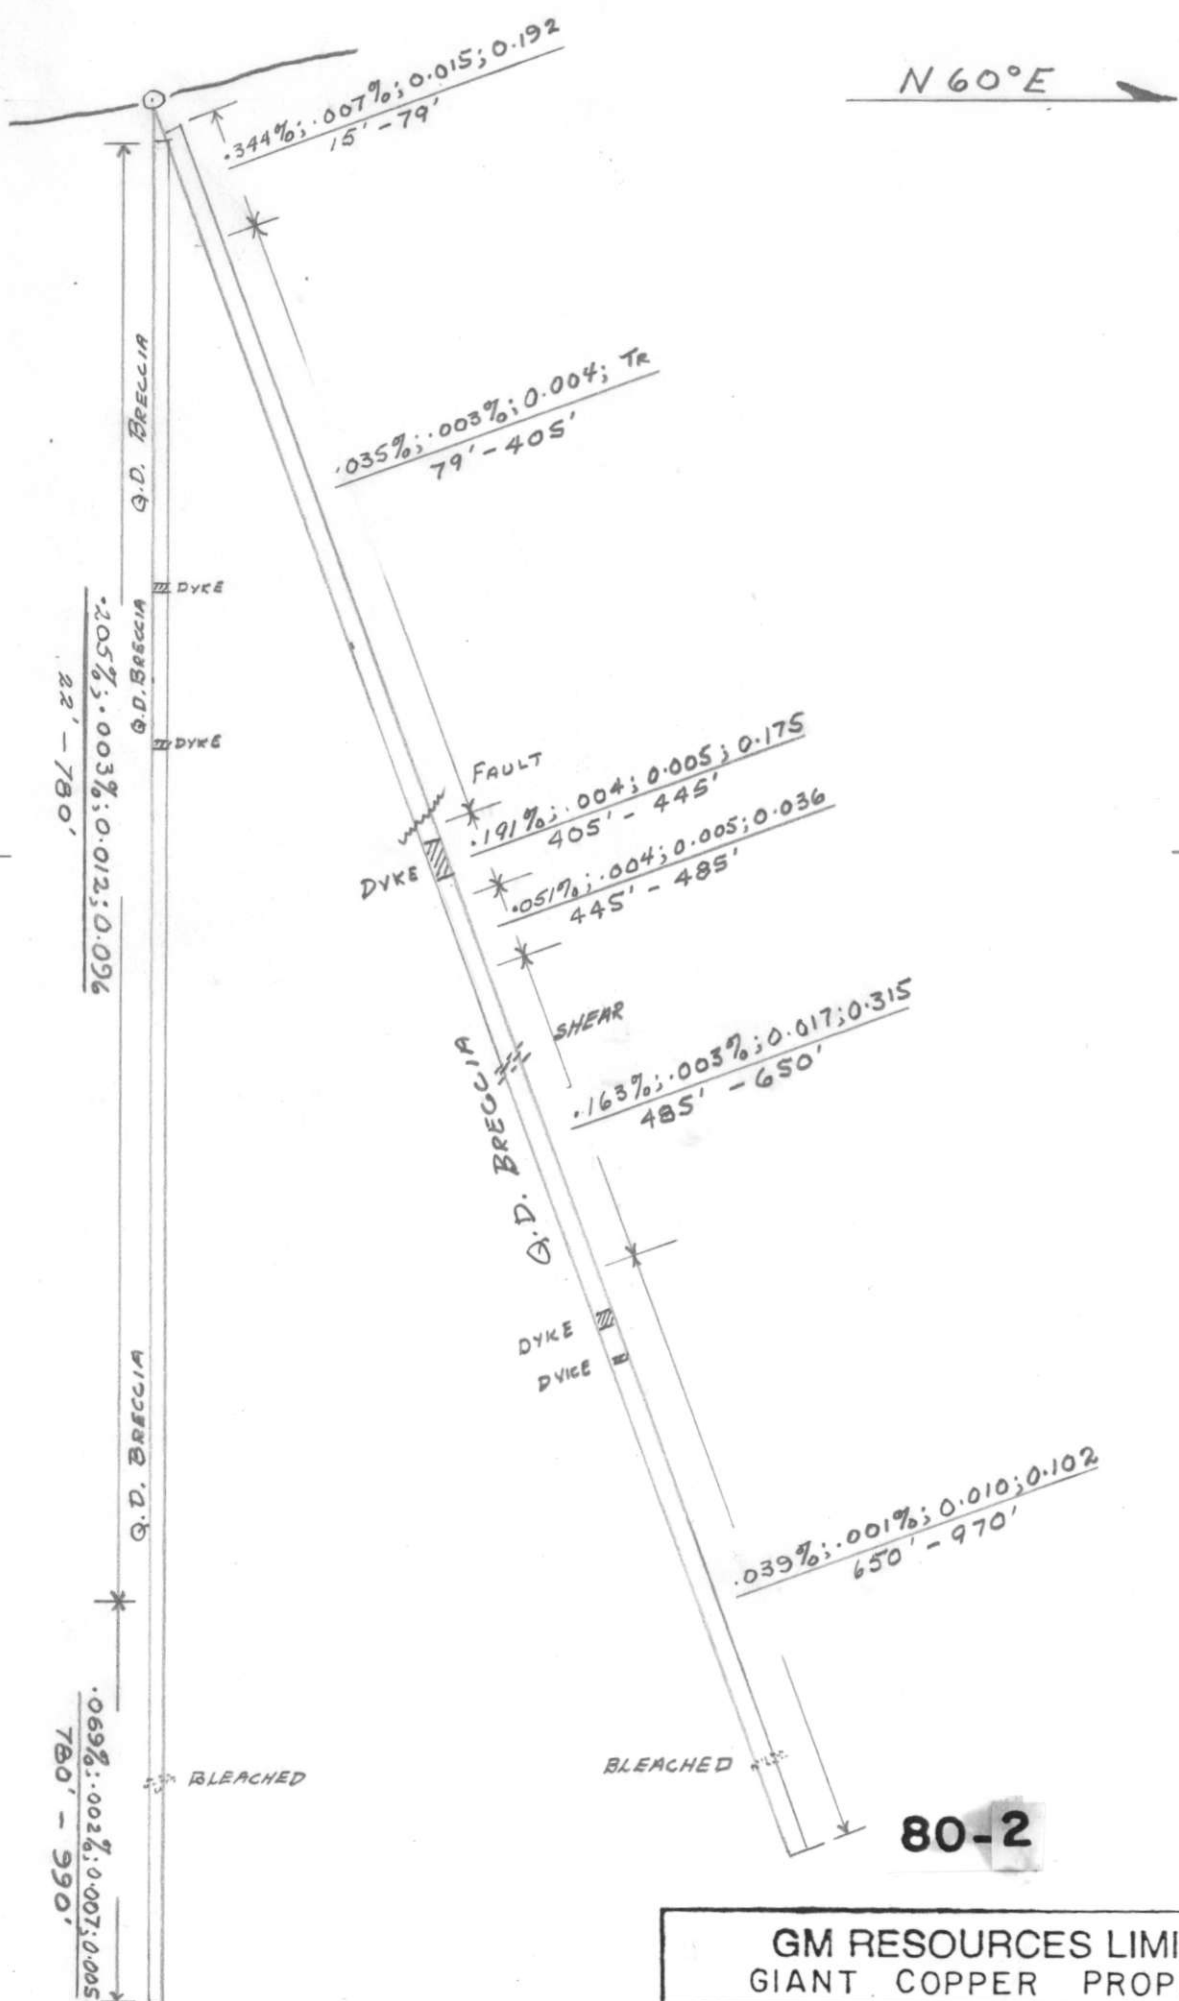 N 60°E
.344%; .007%; 0.015; 0.192
15' - 79'
.035%; .003%; 0.004; TR
79' - 405'
Q.D. BRECCIA
DYKE
Q.D. BRECCIA
DYKE
.205%; .003%; 0.012; 0.096
22' - 780'
FAULT
.191%; .004; 0.005; 0.175
405' - 445'
DYKE
.051%; .004; 0.005; 0.036
445' - 485'
SHEAR
.163%; .003%; 0.017; 0.315
485' - 650'
Q.D. BRECCIA
DYKE
DYKE
Q.D. BRECCIA
.039%; .001%; 0.010; 0.102
650' - 970'
BLEACHED
BLEACHED
.069%; .002%; 0.007; 0.005
780' - 990'
80-2
GM RESOURCES LIMI
GIANT COPPER PROP